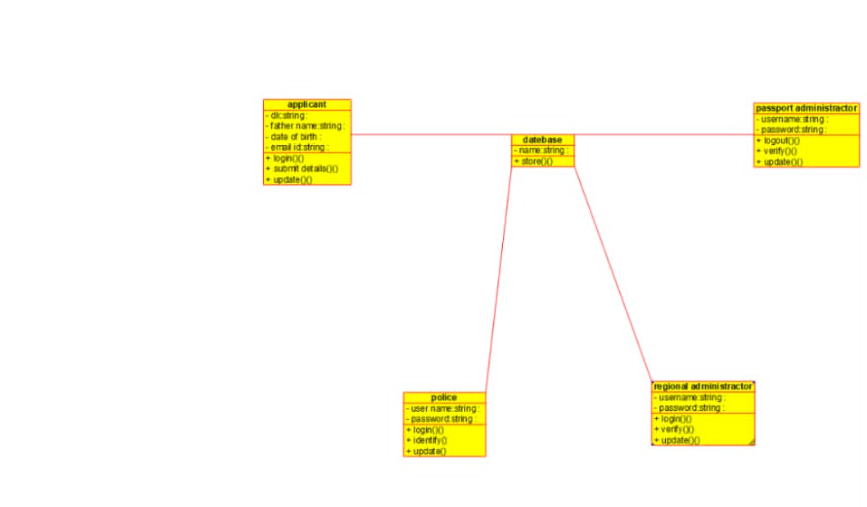 applicant
- dk:string :
- father name:string :
- date of birth :
- email id:string :
+ login()()
+ submit details()()
+ update()()
datebase
- name:string :
+ store()()
passport administractor
- username:string :
- password:string :
+ logout()()
+ verify()()
+ update()()
police
- user name:string :
- password:string :
+ login()()
+ identify()
+ update()
regional administractor
- username:string :
- password:string :
+ login()()
+ verify()()
+ update()()